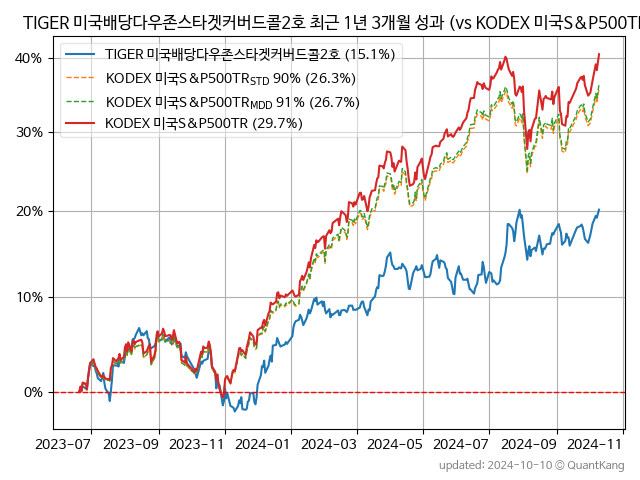 TIGER 미국배당다우존스타겟커버드콜2호 최근 1년 3개월 성과 (vs KODEX 미국S&P500TR
TIGER 미국배당다우존스타겟커버드콜2호 (15.1%)
KODEX 미국S&P500TRSTD 90% (26.3%)
KODEX 미국S&P500TRMDD 91% (26.7%)
KODEX 미국S&P500TR (29.7%)
40%
30%
20%
10%
0%
2023-07 2023-09 2023-11 2024-01 2024-03 2024-05 2024-07 2024-09 2024-11
updated: 2024-10-10 © QuantKang